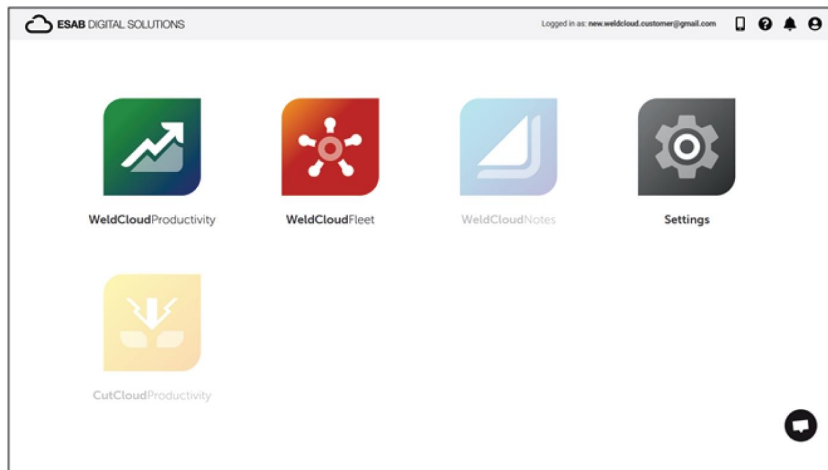 ESAB DIGITAL SOLUTIONS
Logged in as: new.weldcloud.customer@gmail.com
WeldCloudProductivity
WeldCloudFleet
WeldCloudNotes
Settings
CutCloudProductivity